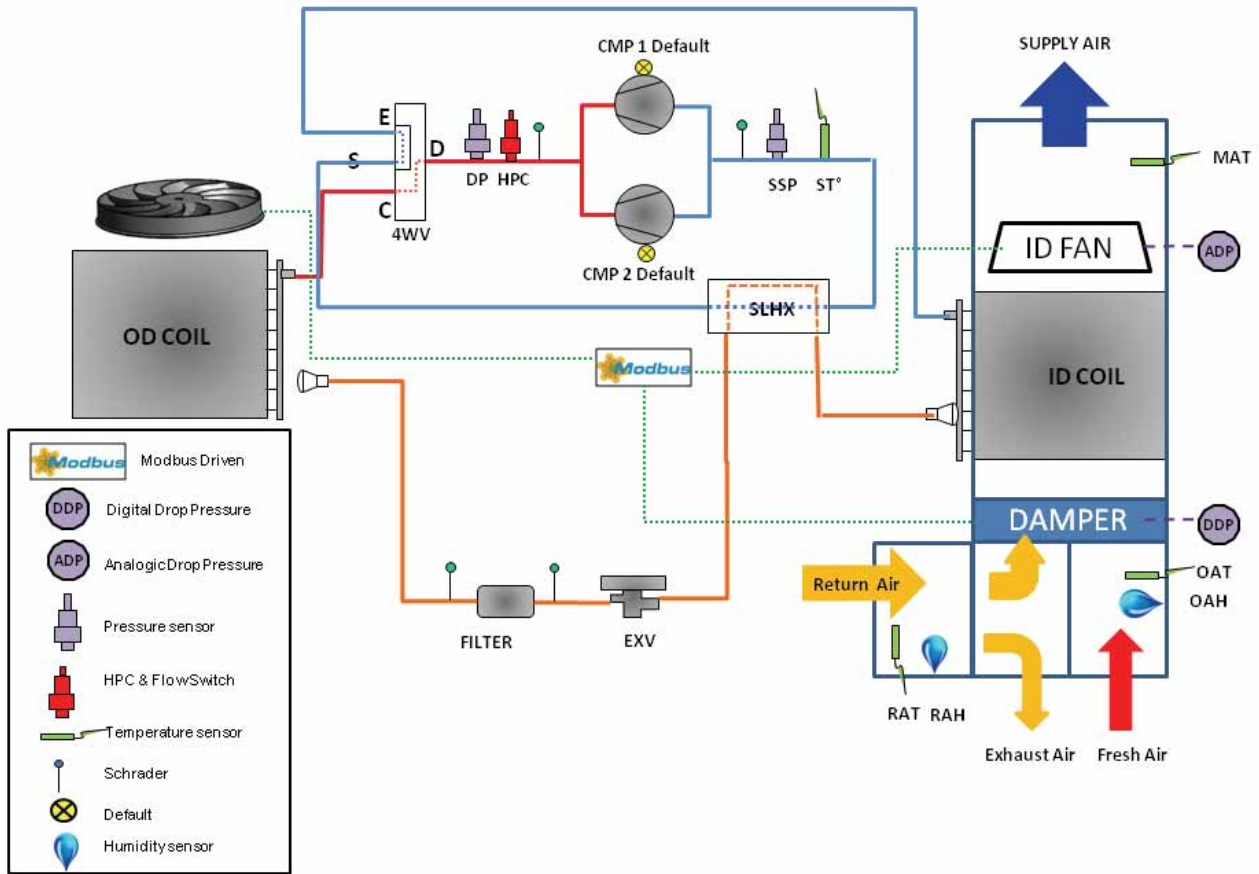 CMP 1 Default
SUPPLY AIR
E
S
D
C
4WV
DP
HPC
SSP
ST°
MAT
CMP 2 Default
ID FAN
ADP
SLHX
OD COIL
Modbus
ID COIL
DAMPER
DDP
Return Air
OAT
OAH
FILTER
EXV
RAT RAH
Exhaust Air
Fresh Air
Modbus
Modbus Driven
DDP
Digital Drop Pressure
ADP
Analogic Drop Pressure
Pressure sensor
HPC & Flow Switch
Temperature sensor
Schrader
Default
Humidity sensor